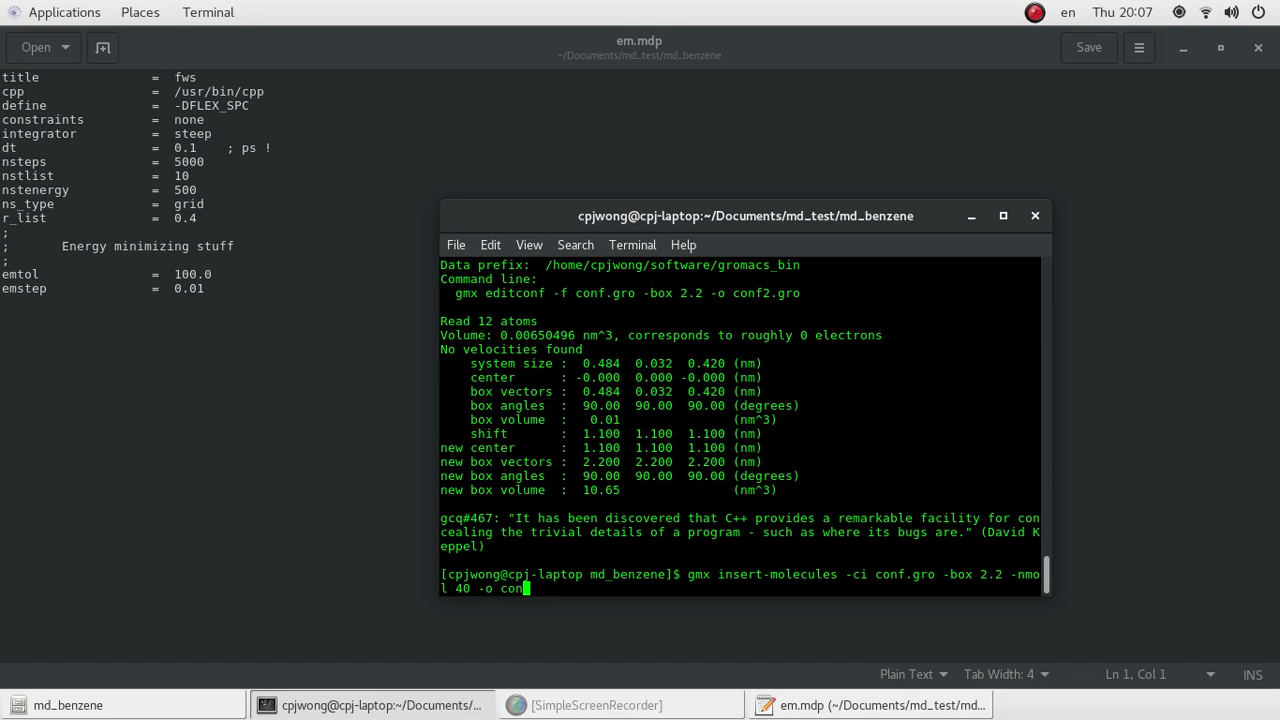 Applications Places Terminal en Thu 20:07
Open em.mdp Save
~/Documents/md_test/md_benzene
title = fws
cpp = /usr/bin/cpp
define = -DFLEX_SPC
constraints = none
integrator = steep
dt = 0.1 ; ps !
nsteps = 5000
nstlist = 10
nstenergy = 500
ns_type = grid
r_list = 0.4
;
; Energy minimizing stuff
;
emtol = 100.0
emstep = 0.01
cpjwong@cpj-laptop:~/Documents/md_test/md_benzene
File Edit View Search Terminal Help
Data prefix: /home/cpjwong/software/gromacs_bin
Command line:
gmx editconf -f conf.gro -box 2.2 -o conf2.gro
Read 12 atoms
Volume: 0.00650496 nm^3, corresponds to roughly 0 electrons
No velocities found
system size : 0.484 0.032 0.420 (nm)
center : -0.000 0.000 -0.000 (nm)
box vectors : 0.484 0.032 0.420 (nm)
box angles : 90.00 90.00 90.00 (degrees)
box volume : 0.01 (nm^3)
shift : 1.100 1.100 1.100 (nm)
new center : 1.100 1.100 1.100 (nm)
new box vectors : 2.200 2.200 2.200 (nm)
new box angles : 90.00 90.00 90.00 (degrees)
new box volume : 10.65 (nm^3)
gcq#467: "It has been discovered that C++ provides a remarkable facility for con
cealing the trivial details of a program - such as where its bugs are." (David K
eppel)
[cpjwong@cpj-laptop md_benzene]$ gmx insert-molecules -ci conf.gro -box 2.2 -nmo
l 40 -o con
Plain Text Tab Width: 4 Ln 1, Col 1 INS
md_benzene cpjwong@cpj-laptop:~/Documents/... [SimpleScreenRecorder] em.mdp (~/Documents/md_test/md...